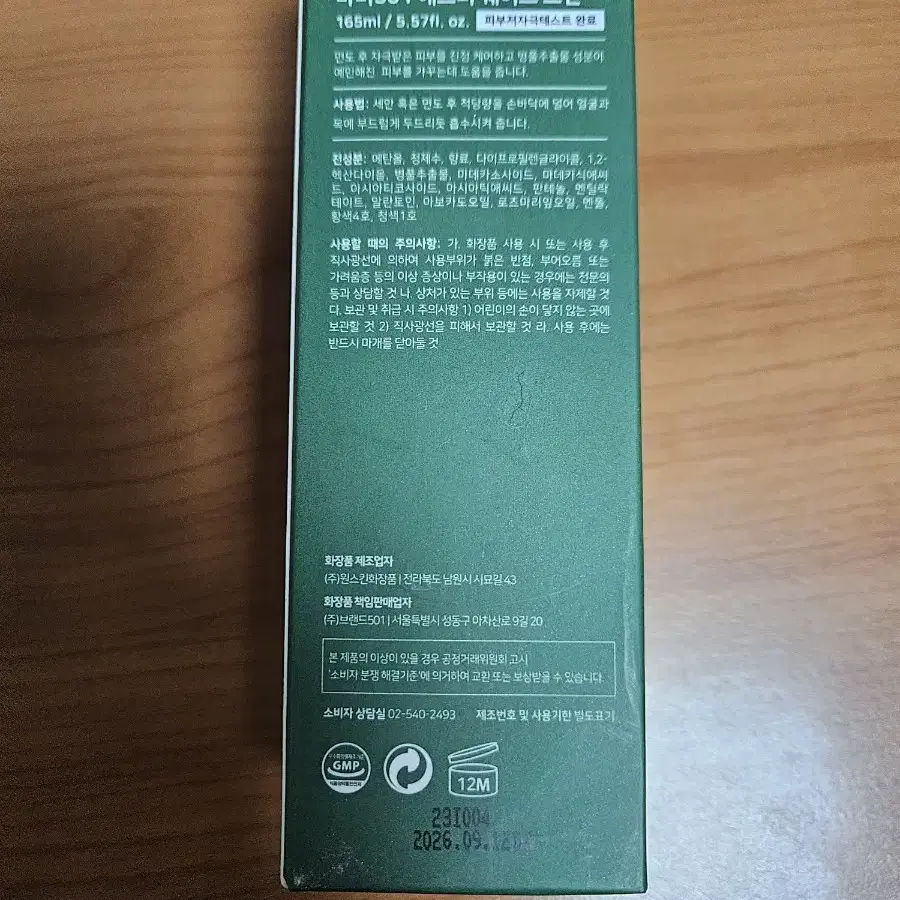 165ml / 5.57fl. oz. 피부저자극테스트 완료
면도 후 자극받은 피부를 진정 케어하고 병풀추출물 성분이
예민해진 피부를 가꾸는데 도움을 줍니다.
사용법: 세안 혹은 면도 후 적당량을 손바닥에 덜어 얼굴과
목에 부드럽게 두드리듯 흡수시켜 줍니다.
전성분: 에탄올, 정제수, 향료, 다이프로필렌글라이콜, 1,2-
헥산다이올, 병풀추출물, 마데카소사이드, 마데카식애씨
드, 아시아티코사이드, 아시아틱애씨드, 판테놀, 멘틸락
테이트, 알란토인, 아보카도오일, 로즈마리잎오일, 멘톨,
황색4호, 청색1호
사용할 때의 주의사항: 가. 화장품 사용 시 또는 사용 후
직사광선에 의하여 사용부위가 붉은 반점, 부어오름 또는
가려움증 등의 이상 증상이나 부작용이 있는 경우에는 전문의
등과 상담할 것 나. 상처가 있는 부위 등에는 사용을 자제할 것
다. 보관 및 취급 시 주의사항 1) 어린이의 손이 닿지 않는 곳에
보관할 것 2) 직사광선을 피해서 보관할 것 라. 사용 후에는
반드시 마개를 닫아둘 것
화장품 제조업자
(주)원스킨화장품 | 전라북도 남원시 시묘길 43
화장품 책임판매업자
(주)브랜드501 | 서울특별시 성동구 아차산로 9길 20
본 제품의 이상이 있을 경우 공정거래위원회 고시
'소비자 분쟁 해결기준'에 의거하여 교환 또는 보상받을 수 있습니다.
소비자 상담실 02-540-2493 제조번호 및 사용기한 별도표기
GMP
12M
23I004
2026.09.12